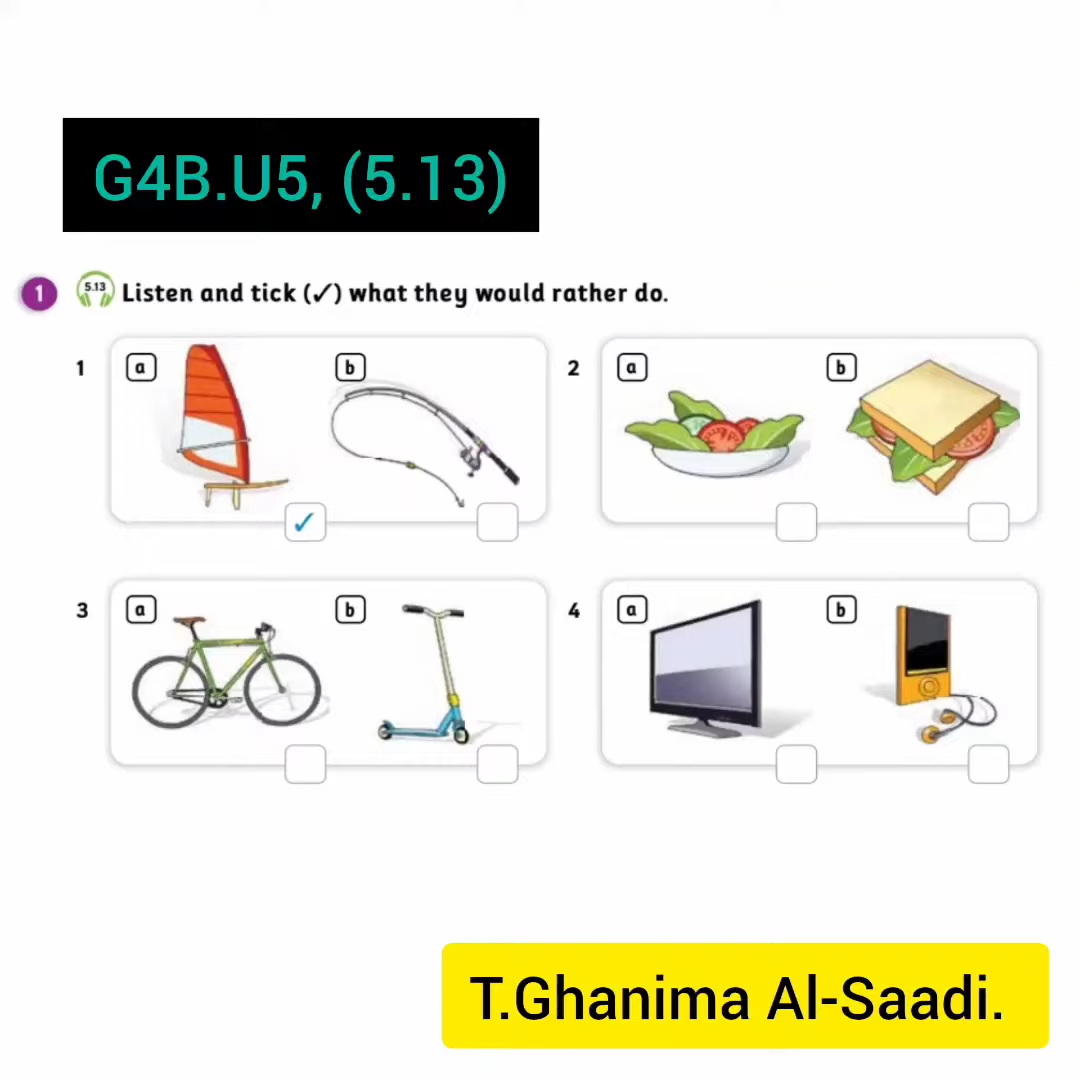 G4B.U5, (5.13)
1 5.13 Listen and tick (✓) what they would rather do.
1 a b
2 a b
✓
3 a b
4 a b
T.Ghanima Al-Saadi.